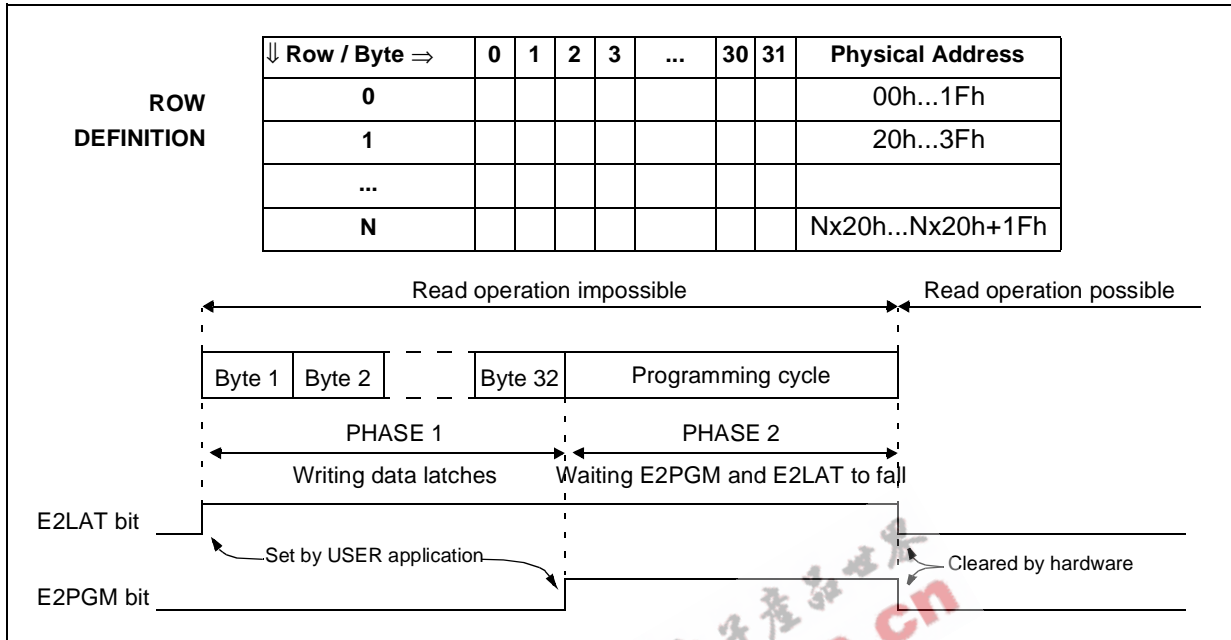 ⇓ Row / Byte ⇒ 0 1 2 3 ... 30 31 Physical Address
ROW DEFINITION
0 00h...1Fh
1 20h...3Fh
...
N Nx20h...Nx20h+1Fh
Read operation impossible Read operation possible
Byte 1 Byte 2 Byte 32 Programming cycle
PHASE 1 PHASE 2
Writing data latches Waiting E2PGM and E2LAT to fall
E2LAT bit
Set by USER application Cleared by hardware
E2PGM bit